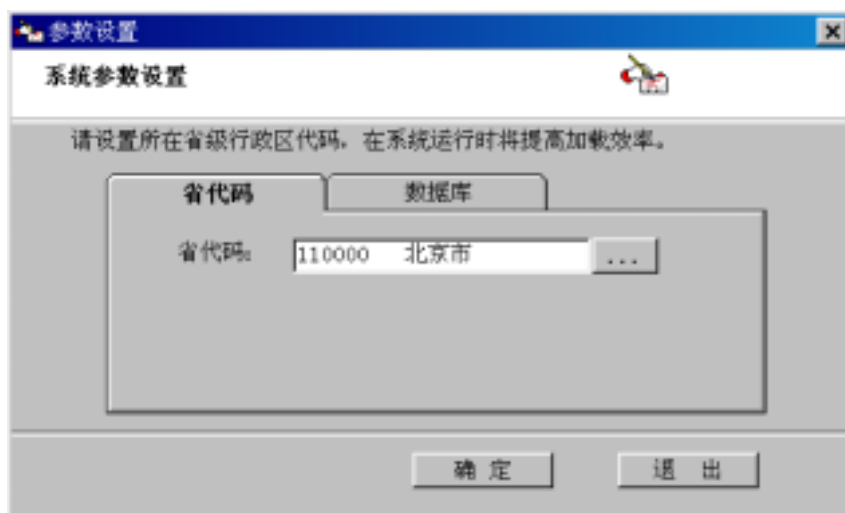 参数设置
系统参数设置
请设置所在省级行政区代码，在系统运行时将提高加载效率。
省代码 数据库
省代码： 110000 北京市 ...
确 定 退 出